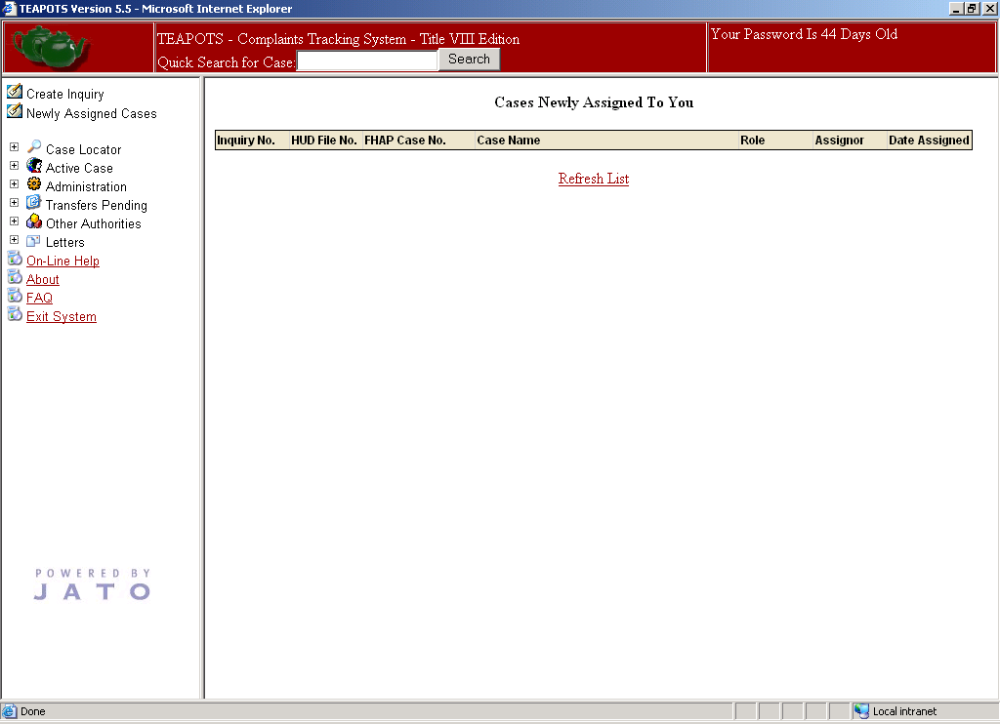 TEAPOTS Version 5.5 - Microsoft Internet Explorer
TEAPOTS - Complaints Tracking System - Title VIII Edition
Quick Search for Case: Search
Your Password Is 44 Days Old
Create Inquiry
Newly Assigned Cases
Case Locator
Active Case
Administration
Transfers Pending
Other Authorities
Letters
On-Line Help
About
FAQ
Exit System
POWERED BY
JATO
Cases Newly Assigned To You
Inquiry No. HUD File No. FHAP Case No. Case Name Role Assignor Date Assigned
Refresh List
Done
Local intranet